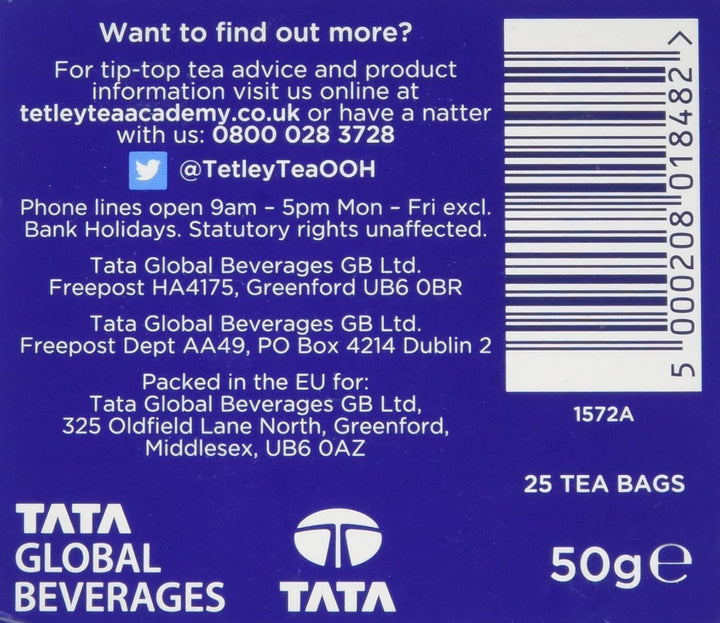 Want to find out more?
For tip-top tea advice and product
information visit us online at
tetleyteaacademy.co.uk or have a natter
with us: 0800 028 3728
@TetleyTeaOOH
Phone lines open 9am – 5pm Mon – Fri excl.
Bank Holidays. Statutory rights unaffected.
Tata Global Beverages GB Ltd.
Freepost HA4175, Greenford UB6 0BR
Tata Global Beverages GB Ltd.
Freepost Dept AA49, PO Box 4214 Dublin 2
Packed in the EU for:
Tata Global Beverages GB Ltd,
325 Oldfield Lane North, Greenford,
Middlesex, UB6 0AZ
TATA
GLOBAL
BEVERAGES
TATA
5 000208 018482 >
1572A
25 TEA BAGS
50g℮